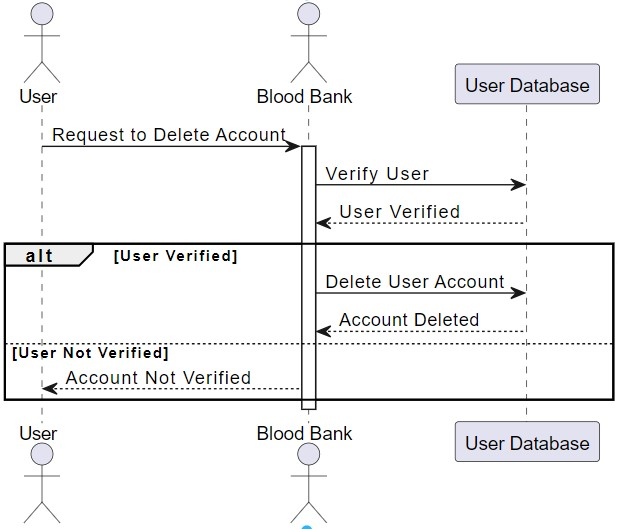 User
Blood Bank
User Database
Request to Delete Account
Verify User
User Verified
alt
[User Verified]
Delete User Account
Account Deleted
[User Not Verified]
Account Not Verified
User
Blood Bank
User Database